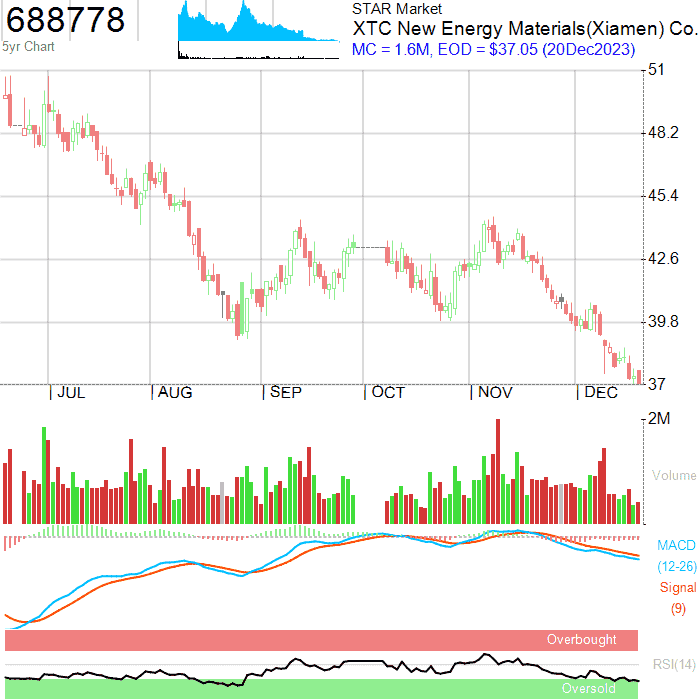 688778
5yr Chart
STAR Market
XTC New Energy Materials(Xiamen) Co.
MC = 1.6M, EOD = $37.05 (20Dec2023)
51
48.2
45.4
42.6
39.8
37
JUL AUG SEP OCT NOV DEC
2M
Volume
MACD
(12-26)
Signal
(9)
Overbought
RSI(14)
Oversold